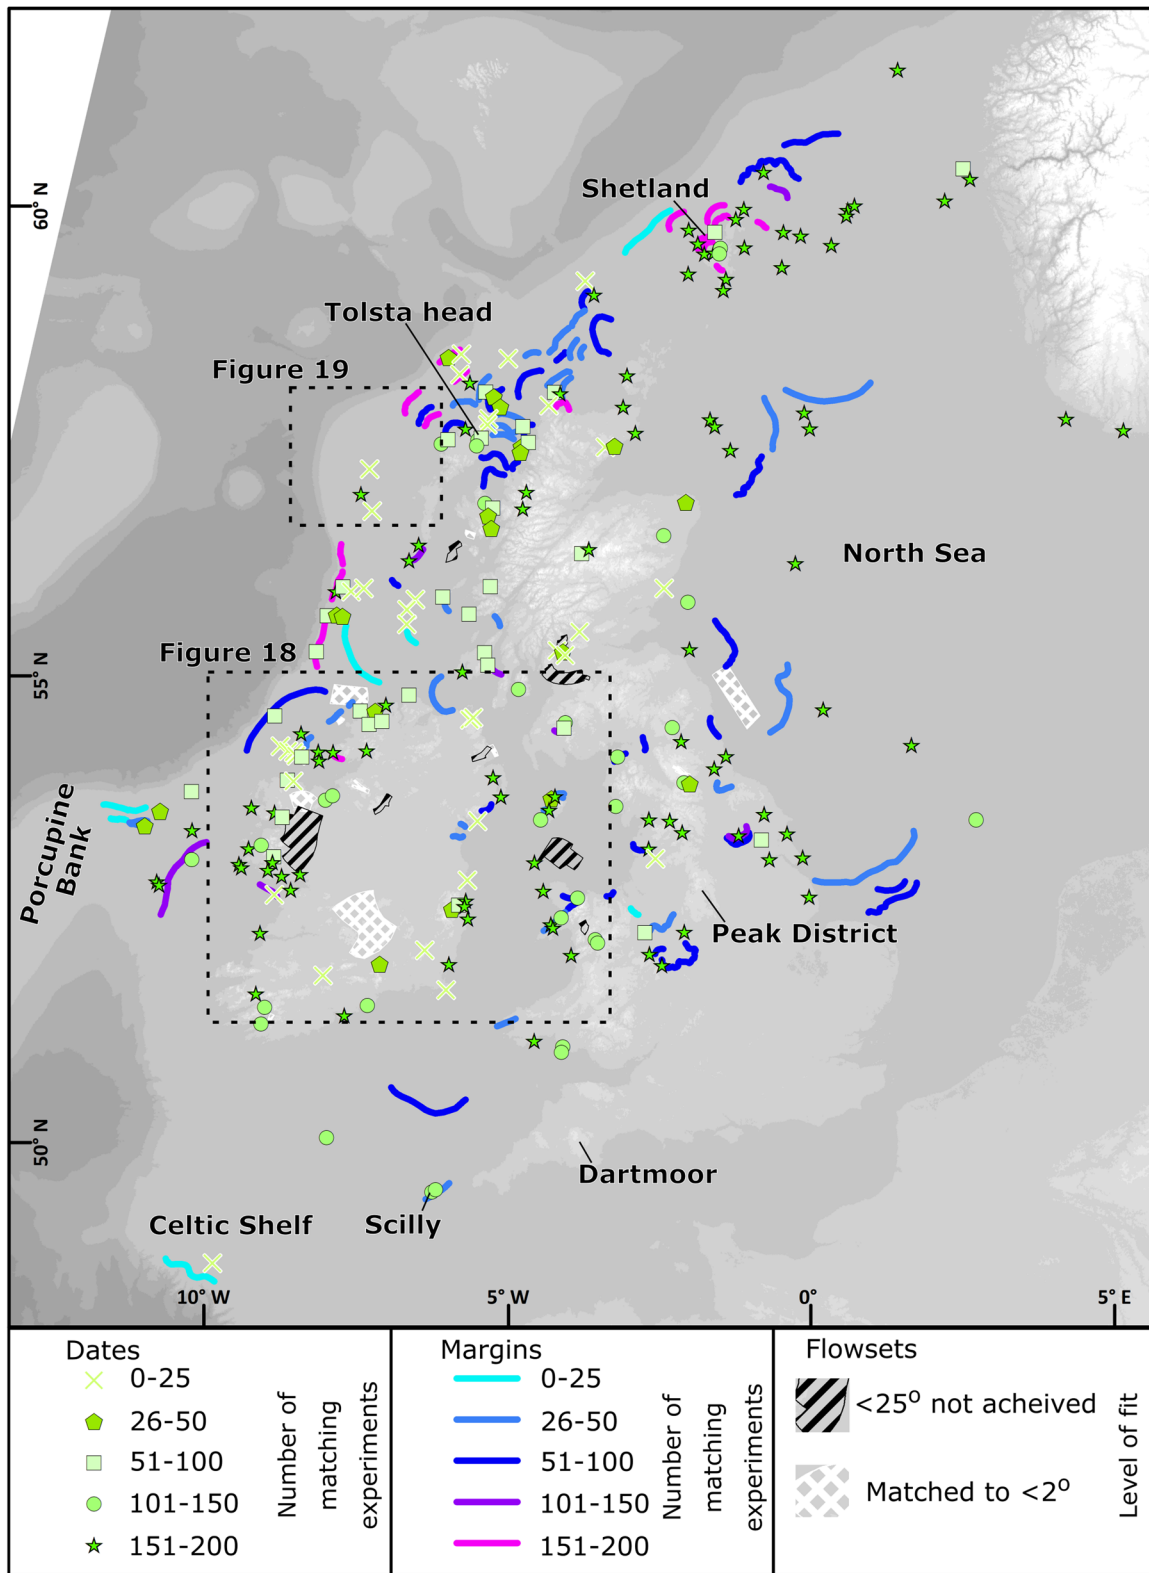 60° N
Shetland
Tolsta head
Figure 19
North Sea
Figure 18
55° N
Porcupine
Bank
Peak District
50° N
Dartmoor
Celtic Shelf
Scilly
10° W
5° W
0°
5° E
Dates
0-25
26-50
51-100
101-150
151-200
Number of
matching
experiments
Margins
0-25
26-50
51-100
101-150
151-200
Number of
matching
experiments
Flowsets
<25° not acheived
Matched to <2°
Level of fit